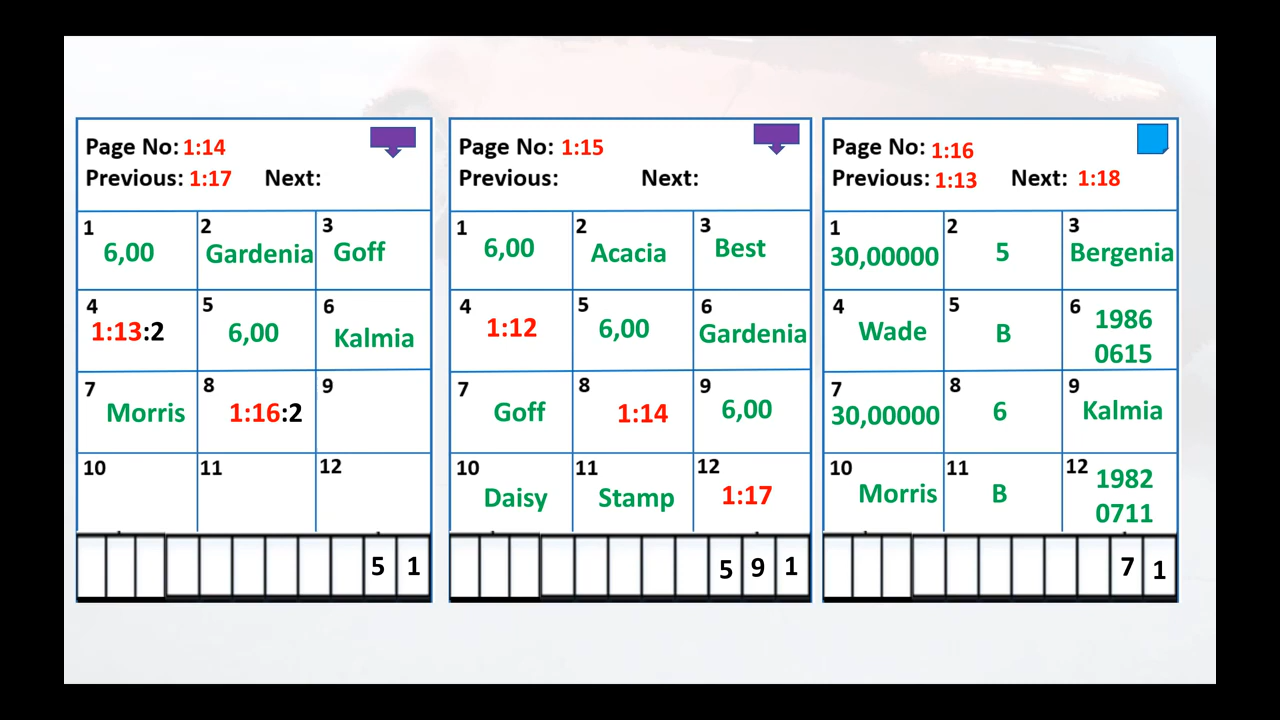 Page No: 1:14
Previous: 1:17 Next:
1 2 3
6,00 Gardenia Goff
4 5 6
1:13:2 6,00 Kalmia
7 8 9
Morris 1:16:2
10 11 12
5 1
Page No: 1:15
Previous: Next:
1 2 3
6,00 Acacia Best
4 5 6
1:12 6,00 Gardenia
7 8 9
Goff 1:14 6,00
10 11 12
Daisy Stamp 1:17
5 9 1
Page No: 1:16
Previous: 1:13 Next: 1:18
1 2 3
30,00000 5 Bergenia
4 5 6
Wade B 1986
0615
7 8 9
30,00000 6 Kalmia
10 11 12
Morris B 1982
0711
7 1